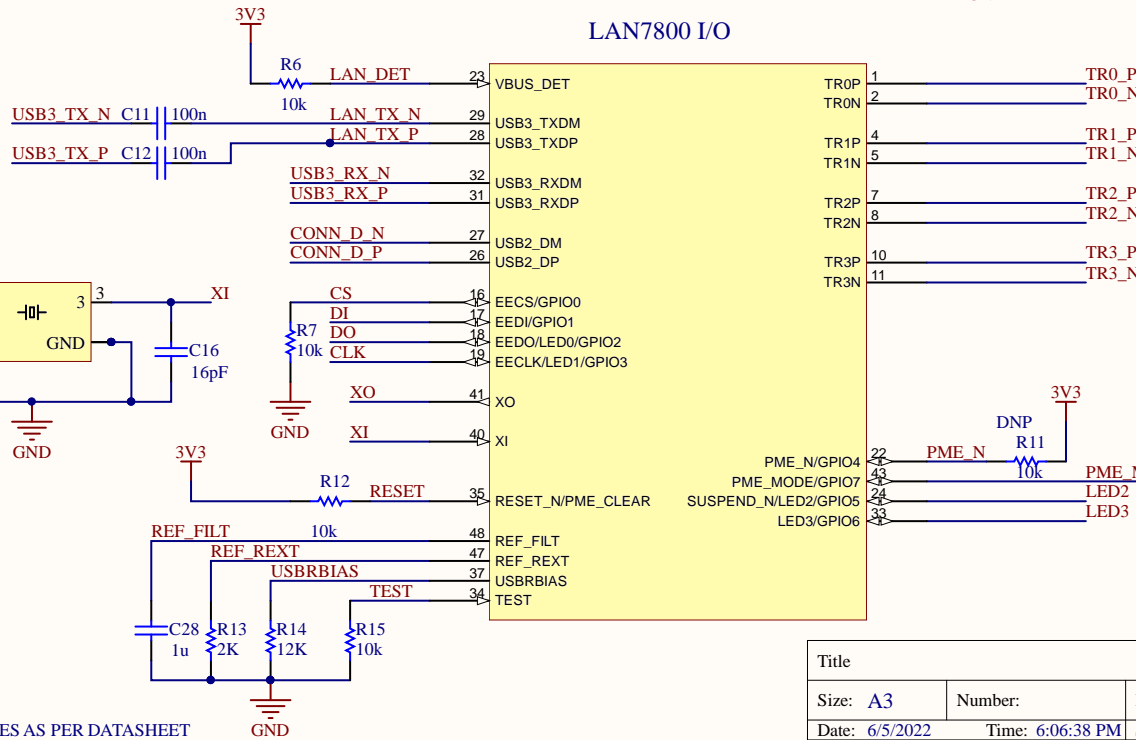 LAN7800 I/O
3V3
R6
10k
LAN_DET
23
VBUS_DET
USB3_TX_N C11 100n LAN_TX_N
29
USB3_TXDM
LAN_TX_P
28
USB3_TXDP
USB3_TX_P C12 100n
USB3_RX_N
32
USB3_RXDM
USB3_RX_P
31
USB3_RXDP
CONN_D_N
27
USB2_DM
CONN_D_P
26
USB2_DP
3 3 XI
GND
C16
16pF
GND
CS
16
EECS/GPIO0
DI
17
EEDI/GPIO1
DO
18
EEDO/LED0/GPIO2
CLK
19
EECLK/LED1/GPIO3
R7
10k
GND
XO
41
XO
XI
40
XI
3V3
R12
10k
RESET
35
RESET_N/PME_CLEAR
REF_FILT
48
REF_FILT
REF_REXT
47
REF_REXT
USBRBIAS
37
USBRBIAS
TEST
34
TEST
C28
1u
R13
2K
R14
12K
R15
10k
GND
TR0P 1 TR0_P
TR0N 2 TR0_N
TR1P 4 TR1_P
TR1N 5 TR1_N
TR2P 7 TR2_P
TR2N 8 TR2_N
TR3P 10 TR3_P
TR3N 11 TR3_N
3V3
DNP
R11
10k
PME_N/GPIO4 22 PME_N
PME_MODE/GPIO7 43
SUSPEND_N/LED2/GPIO5 24 LED2
LED3/GPIO6 33 LED3
ES AS PER DATASHEET
Title
Size: A3 Number:
Date: 6/5/2022 Time: 6:06:38 PM